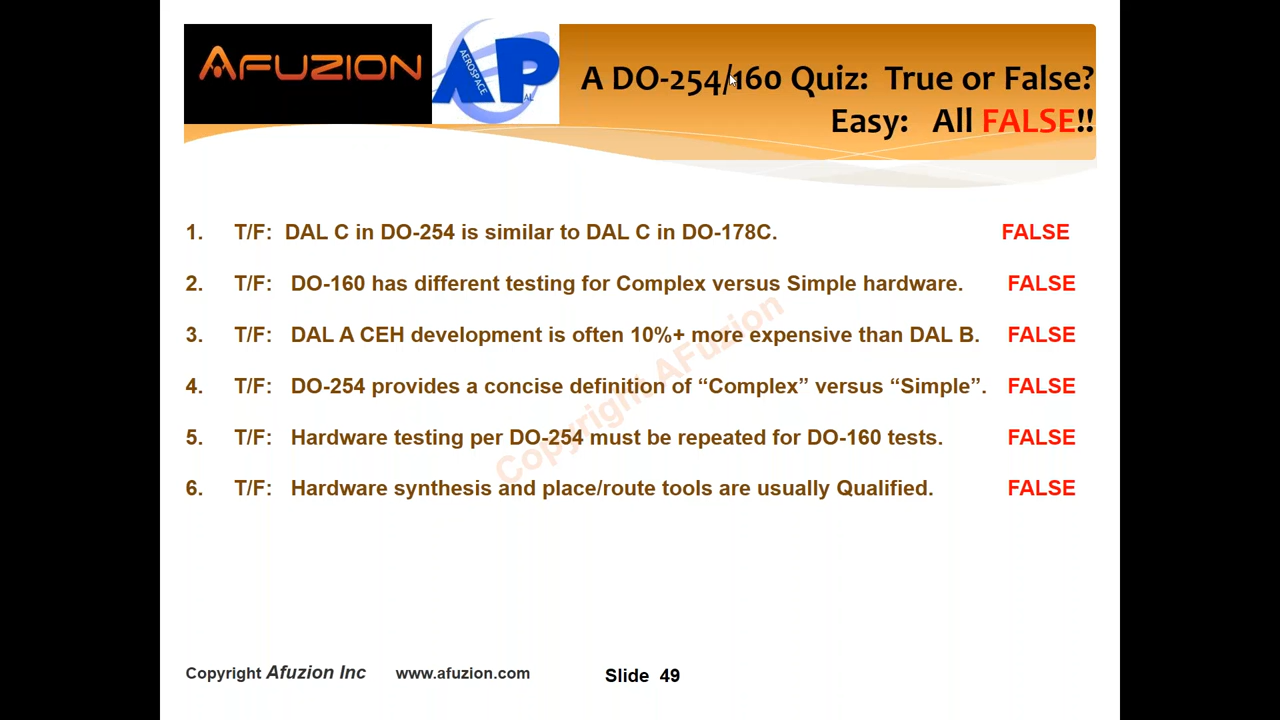 AFUZION
AEROSPACE
AP
AL
A DO-254/160 Quiz: True or False?
Easy: All FALSE!!
1. T/F: DAL C in DO-254 is similar to DAL C in DO-178C. FALSE
2. T/F: DO-160 has different testing for Complex versus Simple hardware. FALSE
3. T/F: DAL A CEH development is often 10%+ more expensive than DAL B. FALSE
4. T/F: DO-254 provides a concise definition of “Complex” versus “Simple”. FALSE
5. T/F: Hardware testing per DO-254 must be repeated for DO-160 tests. FALSE
6. T/F: Hardware synthesis and place/route tools are usually Qualified. FALSE
Copyright AFuzion
Copyright Afuzion Inc www.afuzion.com Slide 49